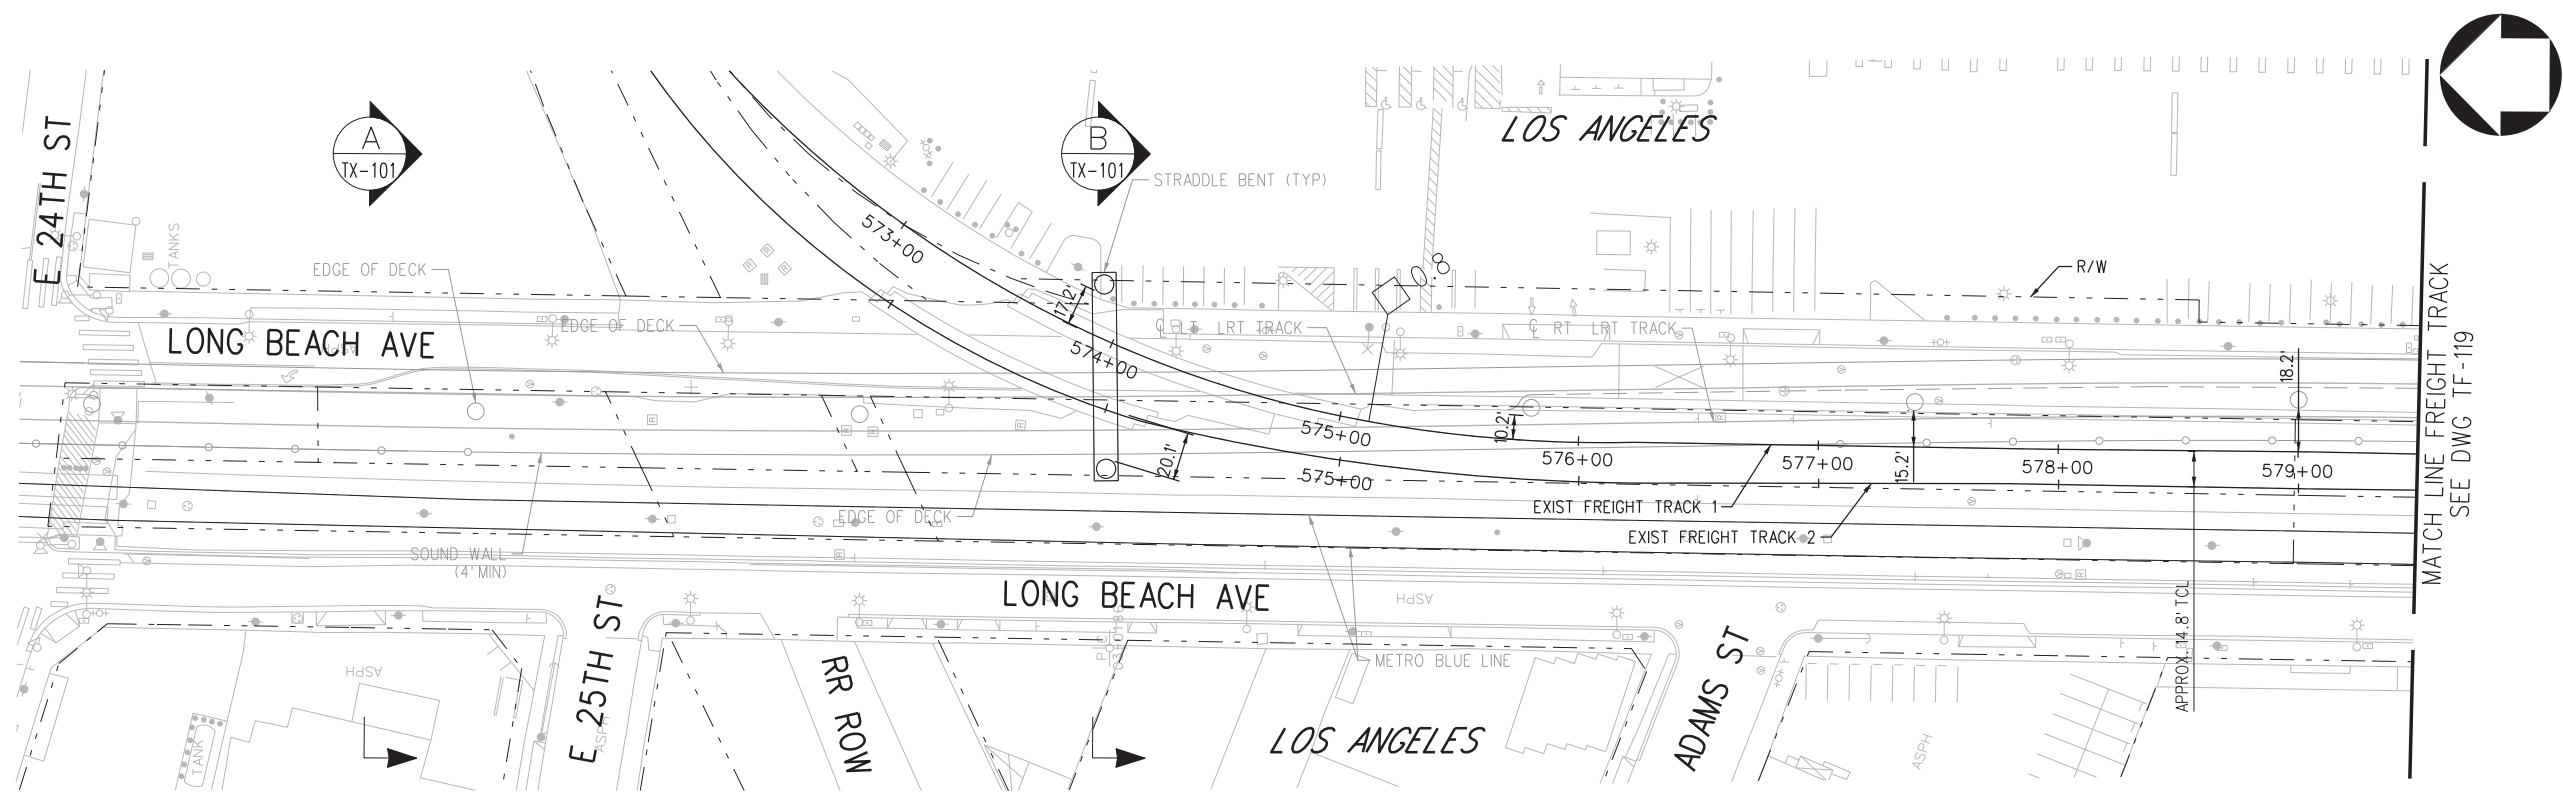 E 24TH ST
A
TX-101
B
TX-101
LOS ANGELES
STRADDLE BENT (TYP)
573+00
0.8
TANKS
EDGE OF DECK
R/W
17.2'
LONG BEACH AVE
ASPH
EDGE OF DECK
℄ LT LRT TRACK
℄ RT LRT TRACK
574+00
18.2'
575+00
10.2'
576+00
577+00
578+00
579+00
20.1'
575+00
15.2'
EXIST FREIGHT TRACK 1
EXIST FREIGHT TRACK 2
EDGE OF DECK
SOUND WALL
(4' MIN)
LONG BEACH AVE
ASPH
METRO BLUE LINE
APPROX. 14.8' TCL
MATCH LINE FREIGHT TRACK
SEE DWG TF-119
ASPH
TANK
E 25TH ST
ASPH
RR ROW
LOS ANGELES
ADAMS ST
ASPH